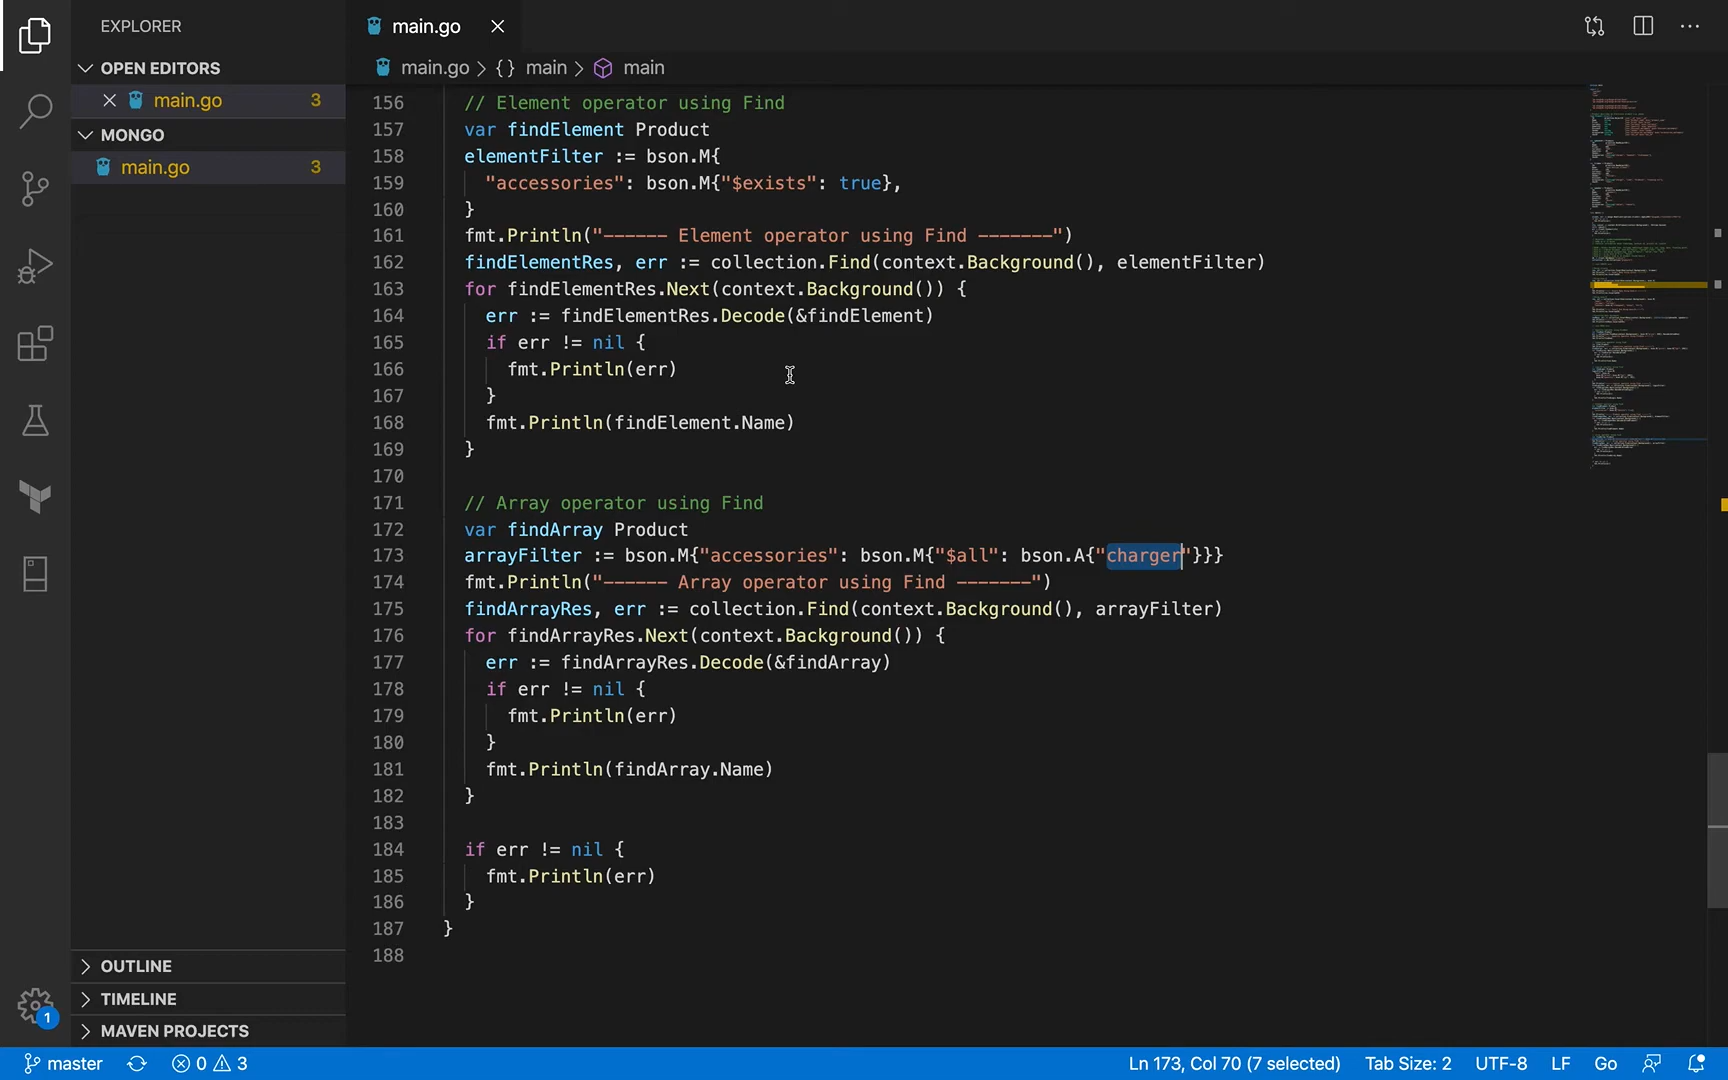 EXPLORER
OPEN EDITORS
main.go 3
MONGO
main.go 3
OUTLINE
TIMELINE
MAVEN PROJECTS
main.go
main.go > {} main > main
156 // Element operator using Find
157 var findElement Product
158 elementFilter := bson.M{
159 "accessories": bson.M{"$exists": true},
160 }
161 fmt.Println("------ Element operator using Find -------")
162 findElementRes, err := collection.Find(context.Background(), elementFilter)
163 for findElementRes.Next(context.Background()) {
164 err := findElementRes.Decode(&findElement)
165 if err != nil {
166 fmt.Println(err)
167 }
168 fmt.Println(findElement.Name)
169 }
170
171 // Array operator using Find
172 var findArray Product
173 arrayFilter := bson.M{"accessories": bson.M{"$all": bson.A{"charger"}}}
174 fmt.Println("------ Array operator using Find -------")
175 findArrayRes, err := collection.Find(context.Background(), arrayFilter)
176 for findArrayRes.Next(context.Background()) {
177 err := findArrayRes.Decode(&findArray)
178 if err != nil {
179 fmt.Println(err)
180 }
181 fmt.Println(findArray.Name)
182 }
183
184 if err != nil {
185 fmt.Println(err)
186 }
187 }
188
1
master 0 3 Ln 173, Col 70 (7 selected) Tab Size: 2 UTF-8 LF Go